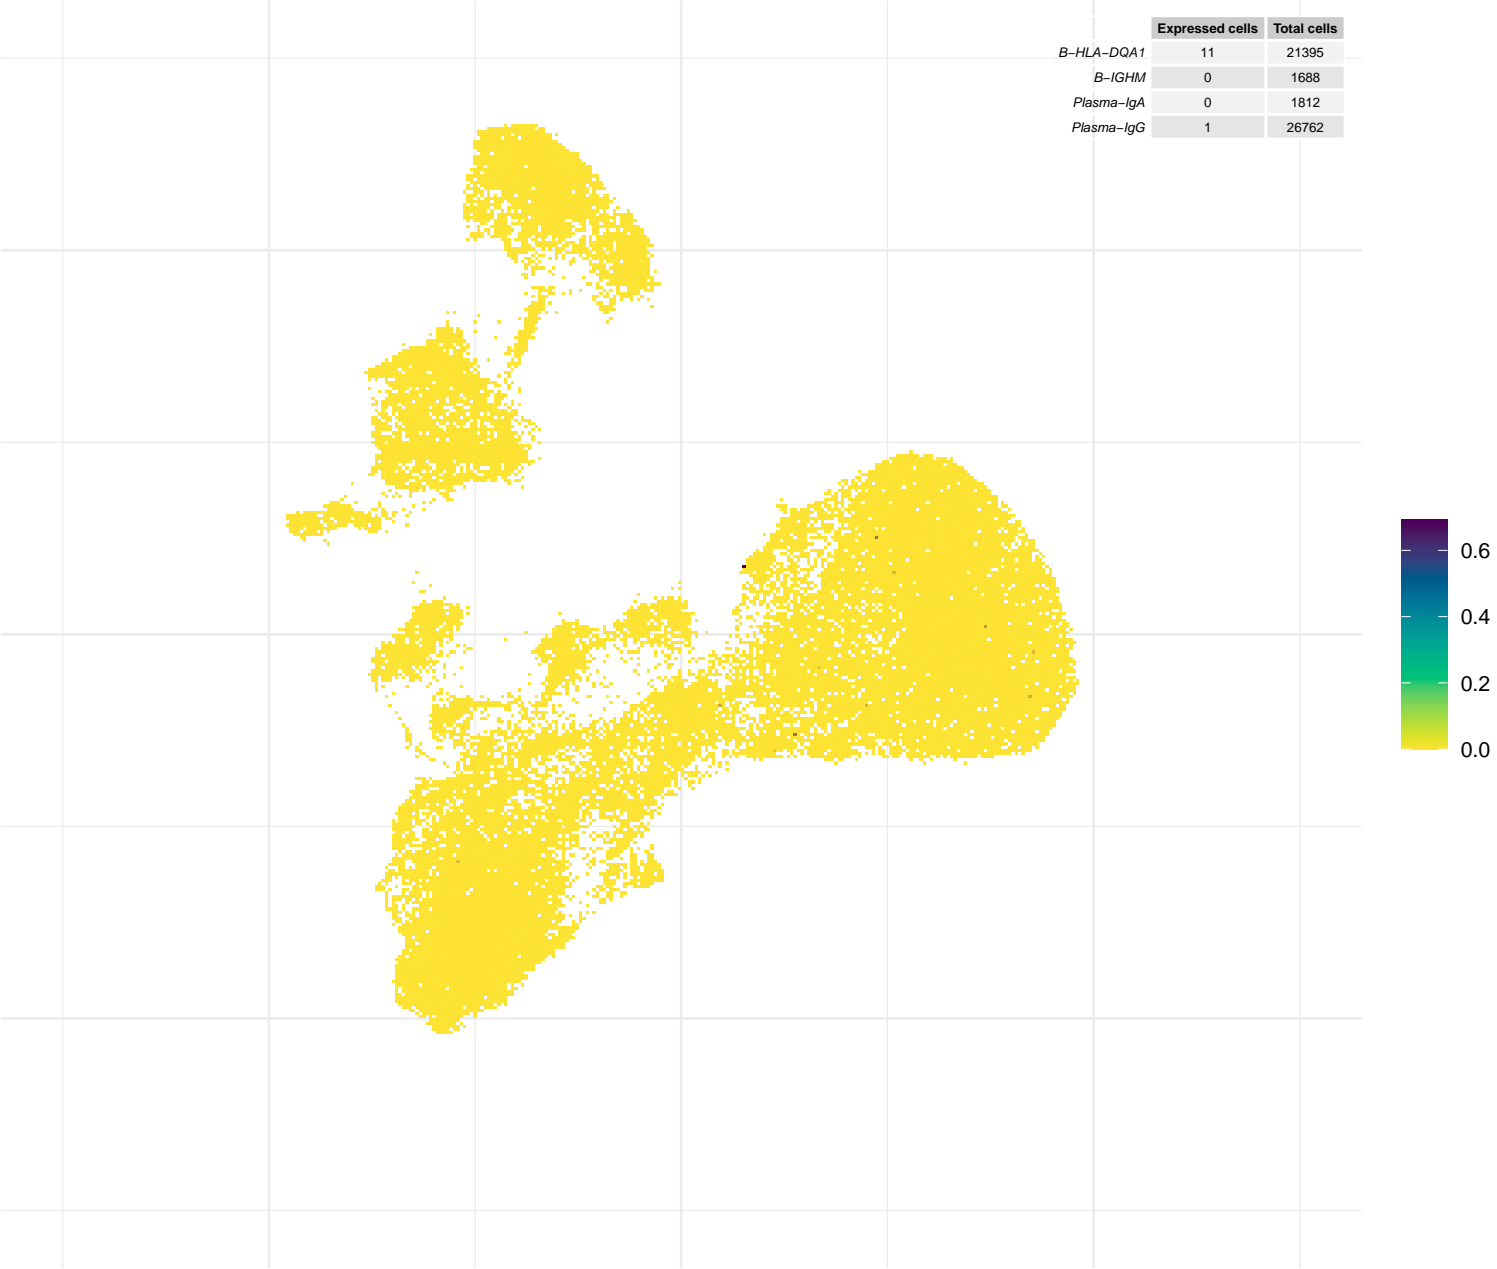 Expressed cells Total cells
B−HLA−DQA1 11 21395
B−IGHM 0 1688
Plasma−IgA 0 1812
Plasma−IgG 1 26762
0.6
0.4
0.2
0.0